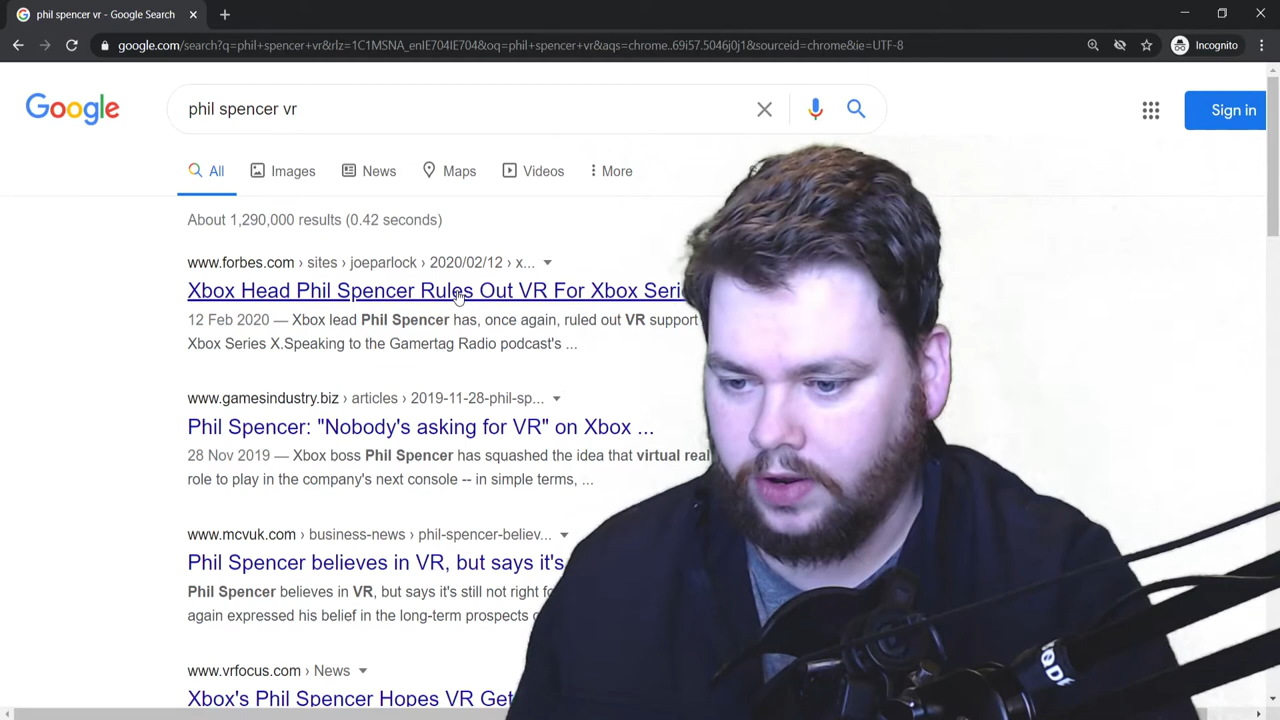 phil spencer vr - Google Search
google.com/search?q=phil+spencer+vr&rlz=1C1MSNA_enIE704IE704&oq=phil+spencer+vr&aqs=chrome..69i57.5046j0j1&sourceid=chrome&ie=UTF-8
Incognito
Google
phil spencer vr
Sign in
All
Images
News
Maps
Videos
More
About 1,290,000 results (0.42 seconds)
www.forbes.com › sites › joeparlock › 2020/02/12 › x...
Xbox Head Phil Spencer Rules Out VR For Xbox Seri
12 Feb 2020 — Xbox lead Phil Spencer has, once again, ruled out VR support
Xbox Series X.Speaking to the Gamertag Radio podcast's ...
www.gamesindustry.biz › articles › 2019-11-28-phil-sp...
Phil Spencer: "Nobody's asking for VR" on Xbox ...
28 Nov 2019 — Xbox boss Phil Spencer has squashed the idea that virtual real
role to play in the company's next console -- in simple terms, ...
www.mcvuk.com › business-news › phil-spencer-believ...
Phil Spencer believes in VR, but says it's
Phil Spencer believes in VR, but says it's still not right
again expressed his belief in the long-term prospects
www.vrfocus.com › News
Xbox's Phil Spencer Hopes VR Get